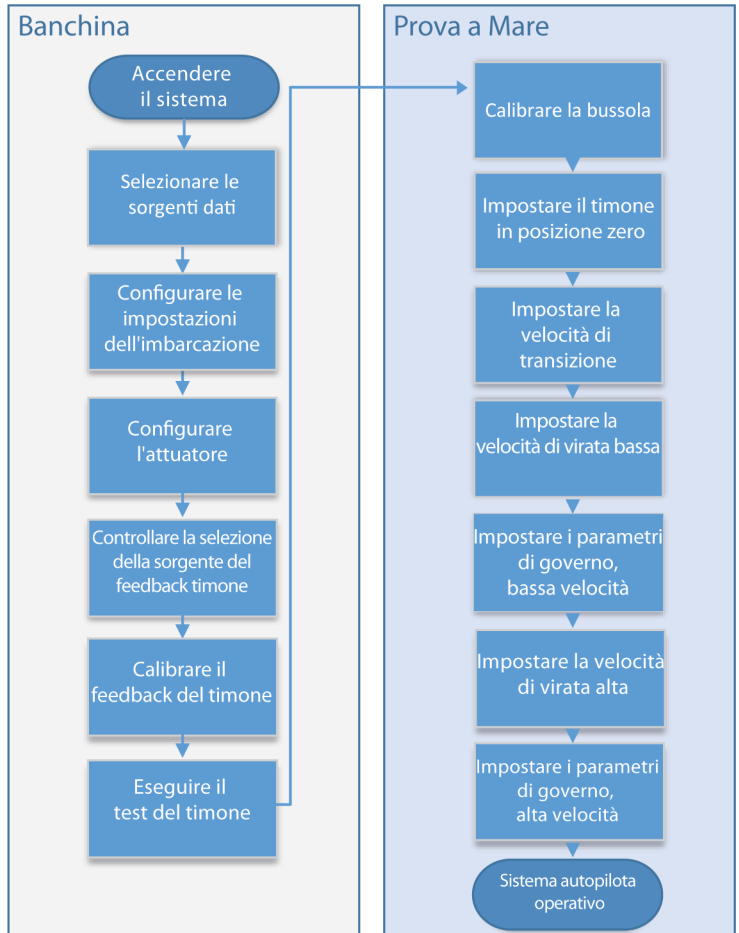 Banchina
Accendere
il sistema
Selezionare le
sorgenti dati
Configurare le
impostazioni
dell'imbarcazione
Configurare
l'attuatore
Controllare la selezione
della sorgente del
feedback timone
Calibrare il
feedback del timone
Eseguire il
test del timone
Prova a Mare
Calibrare la bussola
Impostare il timone
in posizione zero
Impostare la
velocità di
transizione
Impostare la
velocità di virata bassa
Impostare i parametri
di governo,
bassa velocità
Impostare la velocità
di virata alta
Impostare i parametri
di governo,
alta velocità
Sistema autopilota
operativo